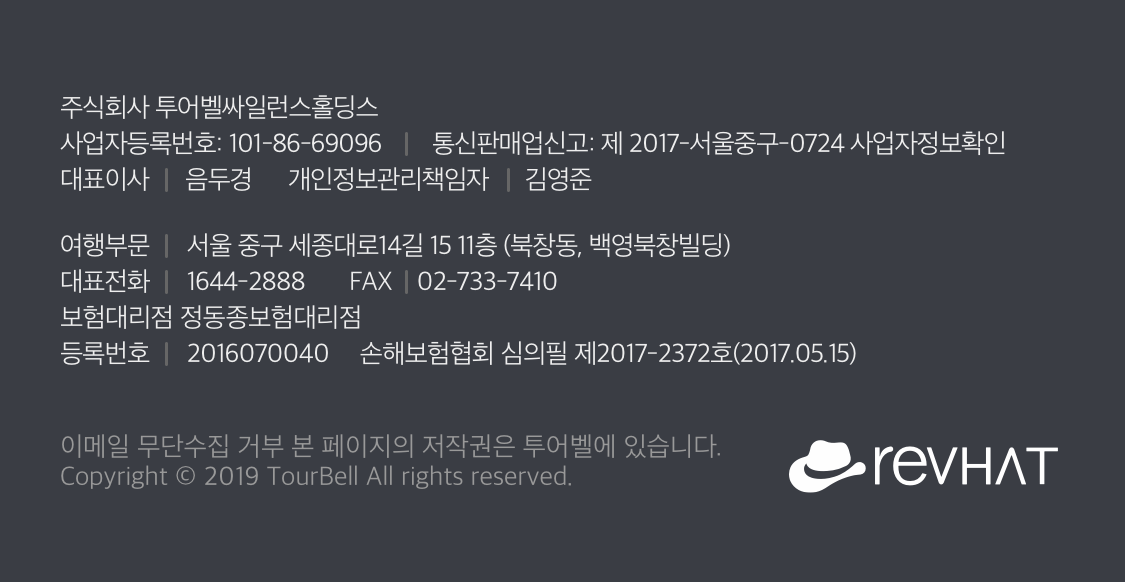 주식회사 투어벨싸일런스홀딩스
사업자등록번호: 101-86-69096 | 통신판매업신고: 제 2017-서울중구-0724 사업자정보확인
대표이사 | 음두경 개인정보관리책임자 | 김영준
여행부문 | 서울 중구 세종대로14길 15 11층 (북창동, 백영북창빌딩)
대표전화 | 1644-2888 FAX | 02-733-7410
보험대리점 정동종보험대리점
등록번호 | 2016070040 손해보험협회 심의필 제2017-2372호(2017.05.15)
이메일 무단수집 거부 본 페이지의 저작권은 투어벨에 있습니다.
Copyright © 2019 TourBell All rights reserved.
revHAT